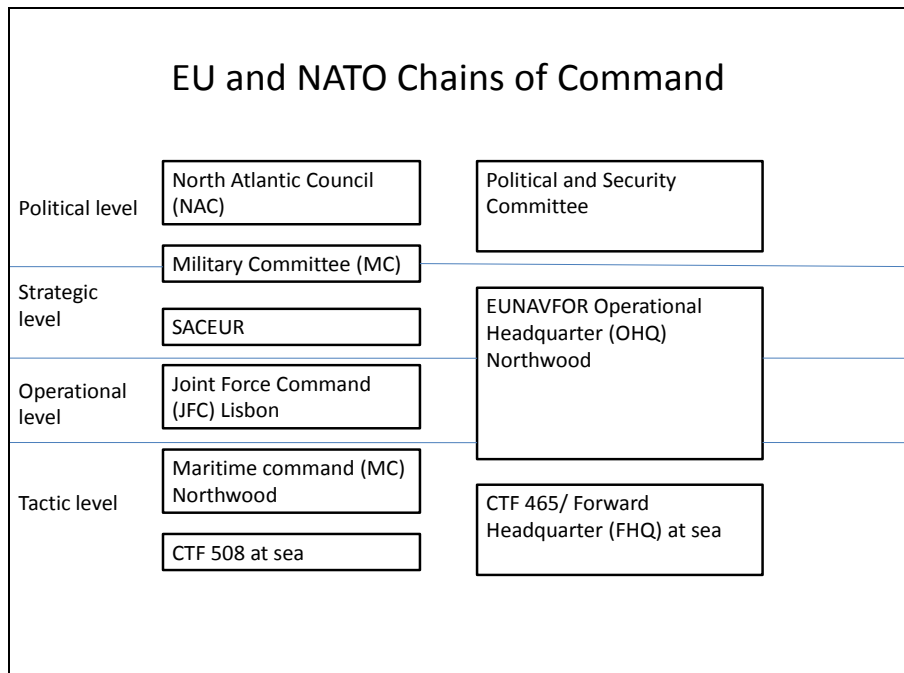 EU and NATO Chains of Command
Political level
North Atlantic Council
(NAC)
Political and Security
Committee
Military Committee (MC)
Strategic
level
SACEUR
EUNAVFOR Operational
Headquarter (OHQ)
Northwood
Operational
level
Joint Force Command
(JFC) Lisbon
Tactic level
Maritime command (MC)
Northwood
CTF 508 at sea
CTF 465/ Forward
Headquarter (FHQ) at sea